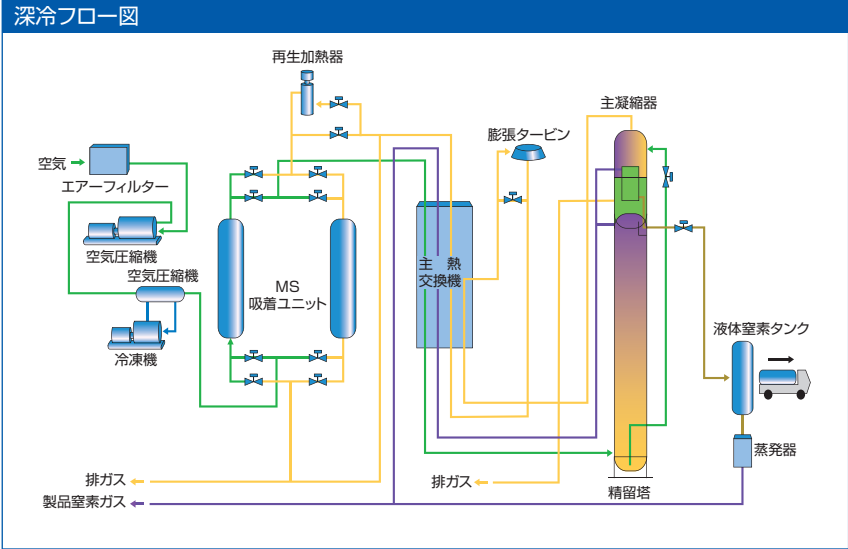 深冷フロー図
再生加熱器
主凝縮器
膨張タービン
空気
エアーフィルター
空気圧縮機
空気圧縮機
MS
吸着ユニット
主　熱
交換機
冷凍機
液体窒素タンク
蒸発器
排ガス
排ガス
製品窒素ガス
精留塔